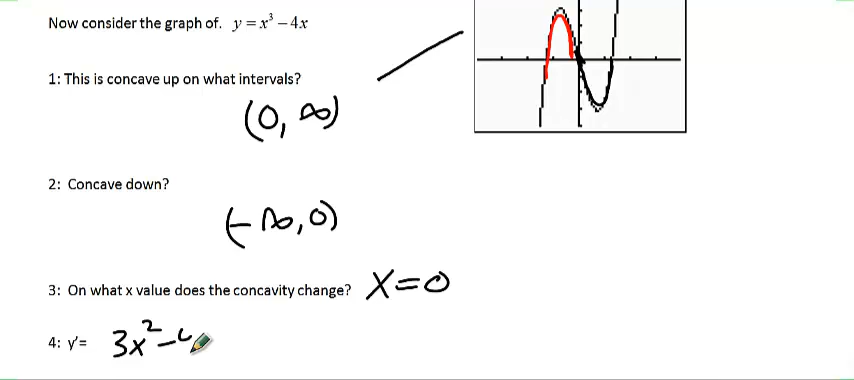 Now consider the graph of. y = x³ – 4x
1: This is concave up on what intervals?
(0, ∞)
2: Concave down?
(-∞, 0)
3: On what x value does the concavity change? X=0
4: y'= 3x² - 4